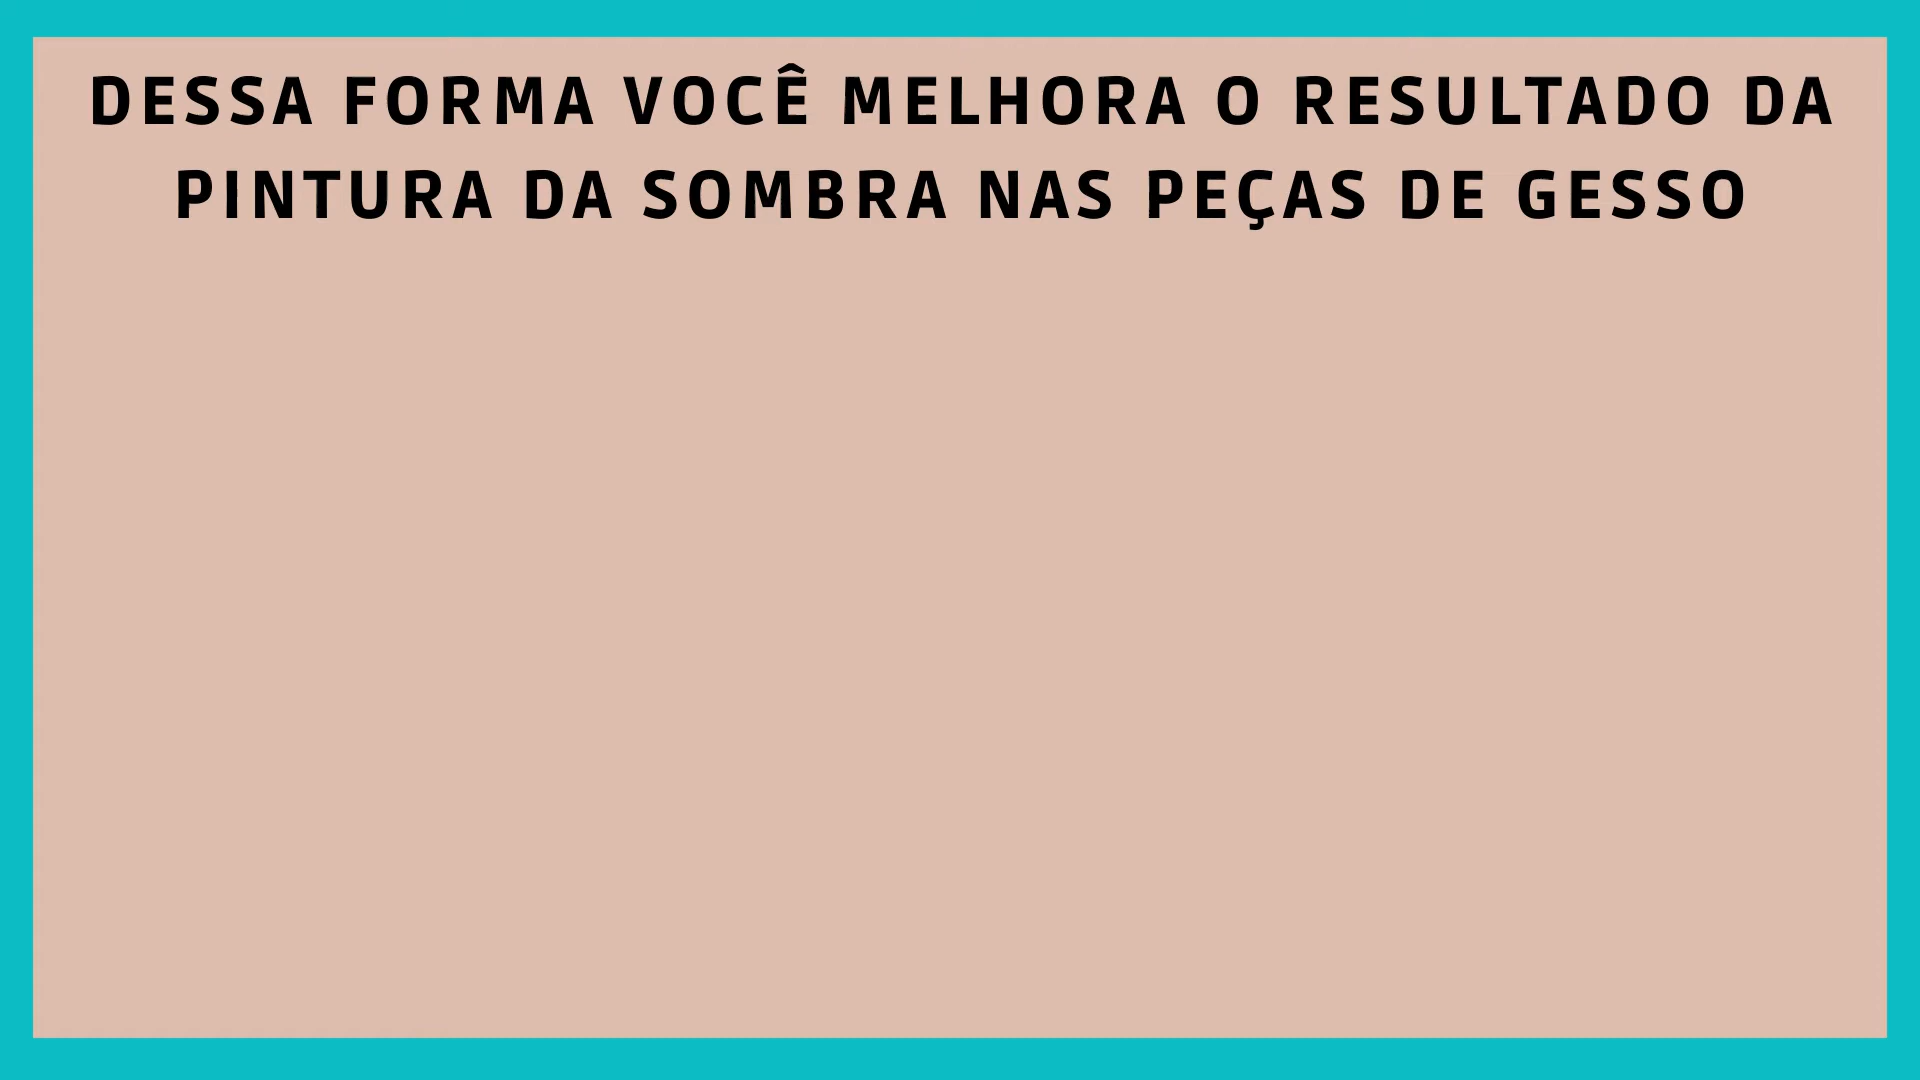 DESSA FORMA VOCÊ MELHORA O RESULTADO DA
PINTURA DA SOMBRA NAS PEÇAS DE GESSO